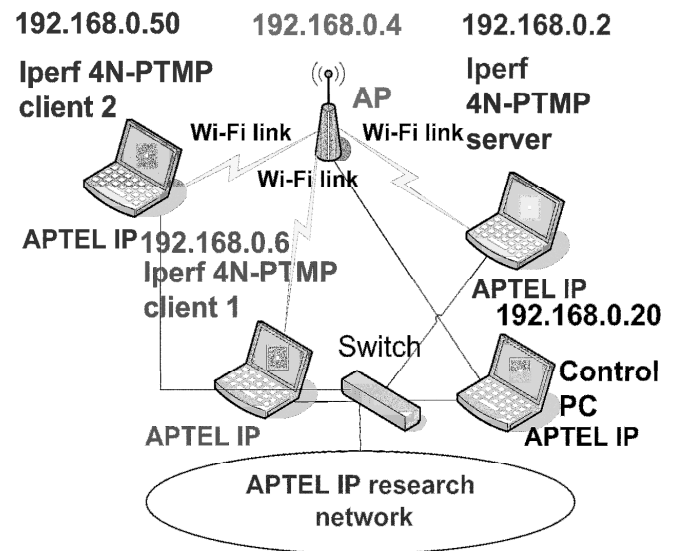 192.168.0.50 192.168.0.4 192.168.0.2
Iperf 4N-PTMP
client 2
AP
Iperf
4N-PTMP
server
Wi-Fi link
Wi-Fi link
Wi-Fi link
APTEL IP
192.168.0.6
Iperf 4N-PTMP
client 1
APTEL IP
192.168.0.20
Switch
Control
PC
APTEL IP
APTEL IP
APTEL IP research
network